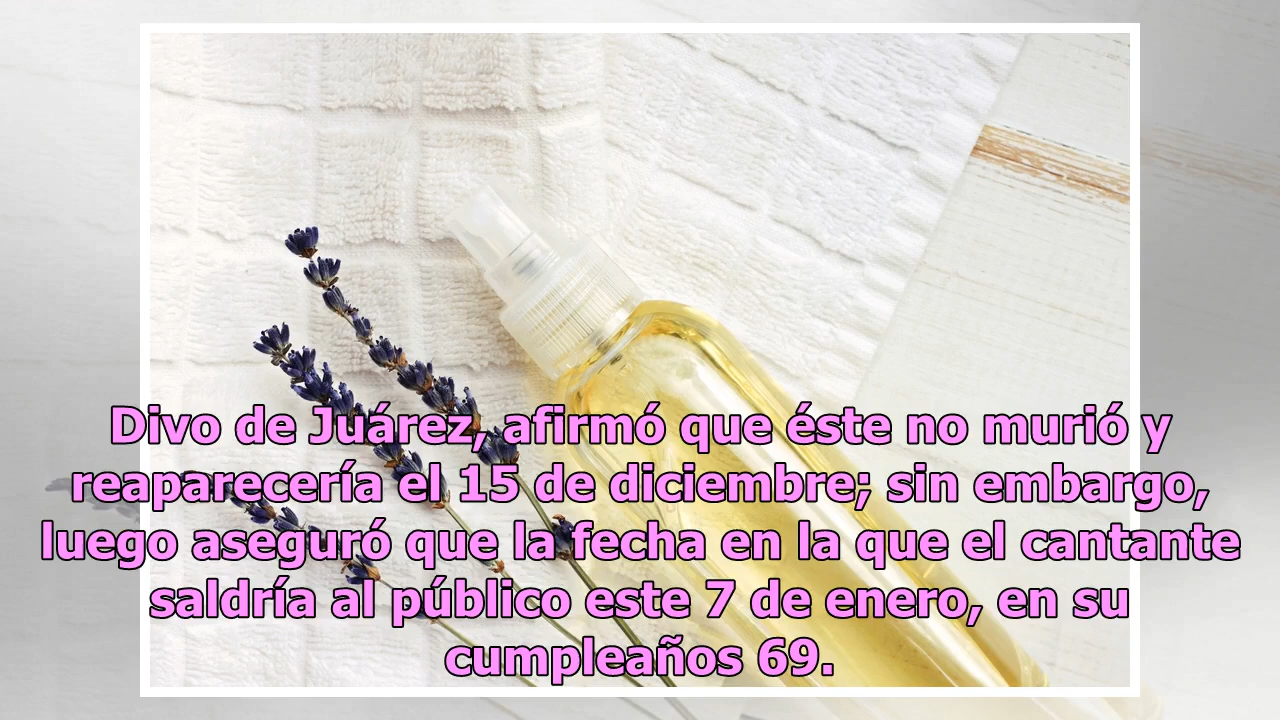 Divo de Juárez, afirmó que éste no murió y
reaparecería el 15 de diciembre; sin embargo,
luego aseguró que la fecha en la que el cantante
saldría al público este 7 de enero, en su
cumpleaños 69.